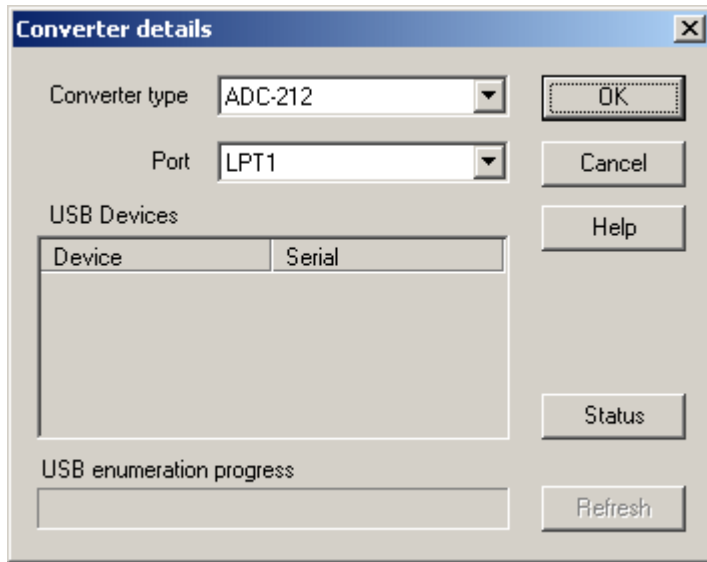 Converter details
Converter type ADC-212 OK
Port LPT1 Cancel
USB Devices Help
Device Serial
Status
USB enumeration progress
Refresh